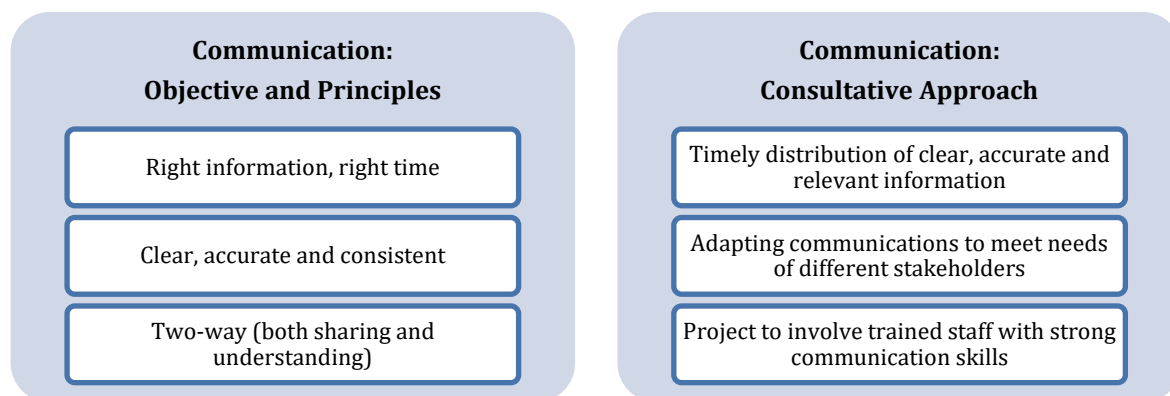 Communication:
Objective and Principles
Right information, right time
Clear, accurate and consistent
Two-way (both sharing and
understanding)
Communication:
Consultative Approach
Timely distribution of clear, accurate and
relevant information
Adapting communications to meet needs
of different stakeholders
Project to involve trained staff with strong
communication skills